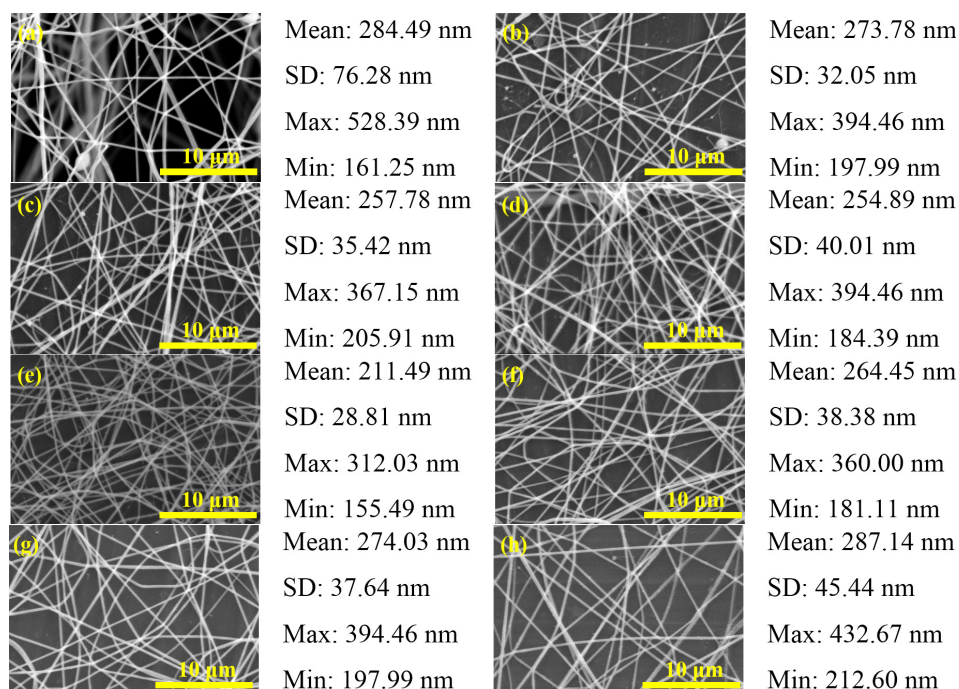 (a)
10 μm
Mean: 284.49 nm
SD: 76.28 nm
Max: 528.39 nm
Min: 161.25 nm
(b)
10 μm
Mean: 273.78 nm
SD: 32.05 nm
Max: 394.46 nm
Min: 197.99 nm
(c)
10 μm
Mean: 257.78 nm
SD: 35.42 nm
Max: 367.15 nm
Min: 205.91 nm
(d)
10 μm
Mean: 254.89 nm
SD: 40.01 nm
Max: 394.46 nm
Min: 184.39 nm
(e)
10 μm
Mean: 211.49 nm
SD: 28.81 nm
Max: 312.03 nm
Min: 155.49 nm
(f)
10 μm
Mean: 264.45 nm
SD: 38.38 nm
Max: 360.00 nm
Min: 181.11 nm
(g)
10 μm
Mean: 274.03 nm
SD: 37.64 nm
Max: 394.46 nm
Min: 197.99 nm
(h)
10 μm
Mean: 287.14 nm
SD: 45.44 nm
Max: 432.67 nm
Min: 212.60 nm